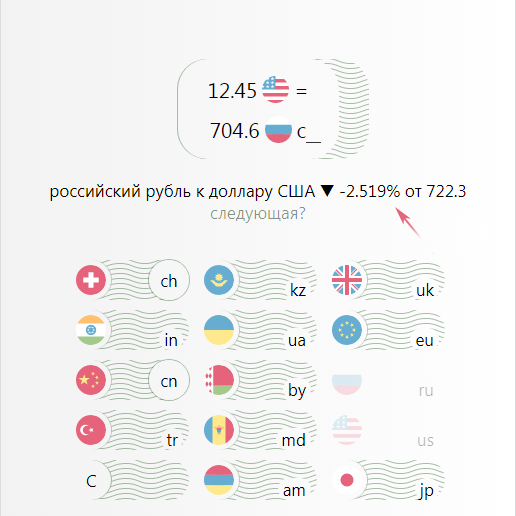 12.45 =
704.6 c__
российский рубль к доллару США ▼ -2.519% от 722.3
следующая?
ch kz uk
in ua eu
cn by ru
tr md us
C am jp